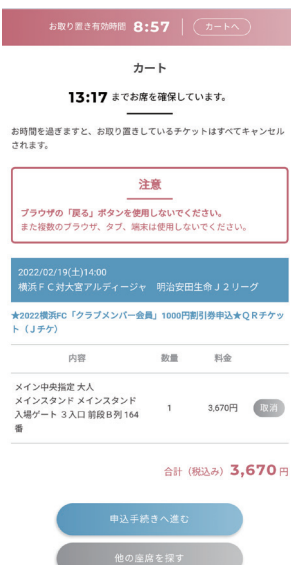 お取り置き有効時間 8:57 カートへ
カート
13:17 までお席を確保しています。
お時間を過ぎますと、お取り置きしているチケットはすべてキャンセル
されます。
注意
ブラウザの「戻る」ボタンを使用しないでください。
また複数のブラウザ、タブ、端末は使用しないでください。
2022/02/19(土)14:00
横浜ＦＣ対大宮アルディージャ 明治安田生命Ｊ２リーグ
★2022横浜FC「クラブメンバー会員」1000円割引券申込★ＱＲチケッ
ト（Ｊチケ）
内容 数量 料金
メイン中央指定 大人
メインスタンド メインスタンド
入場ゲート ３入口 前段Ｂ列 164
番
1 3,670円 取消
合計（税込み）3,670 円
申込手続きへ進む
他の座席を探す